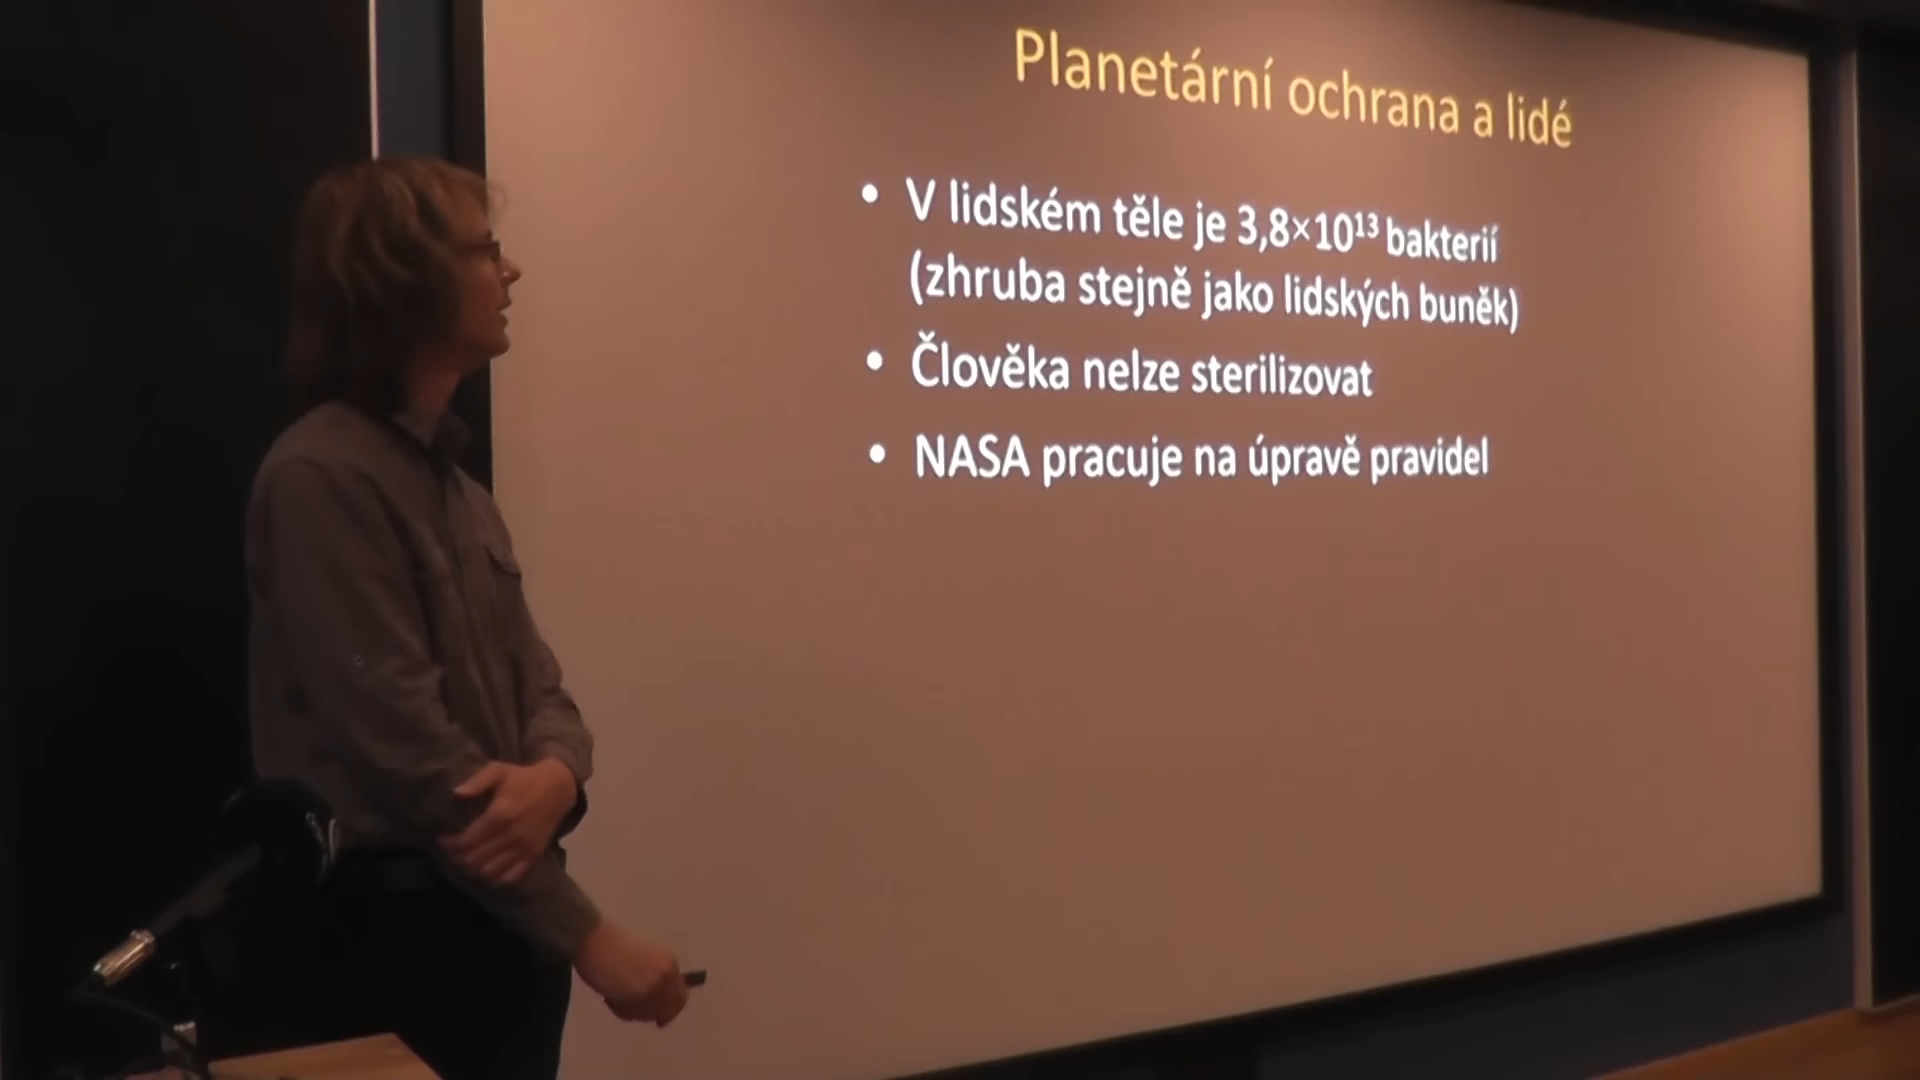 Planetární ochrana a lidé
• V lidském těle je 3,8×10¹³ bakterií
(zhruba stejně jako lidských buněk)
• Člověka nelze sterilizovat
• NASA pracuje na úpravě pravidel